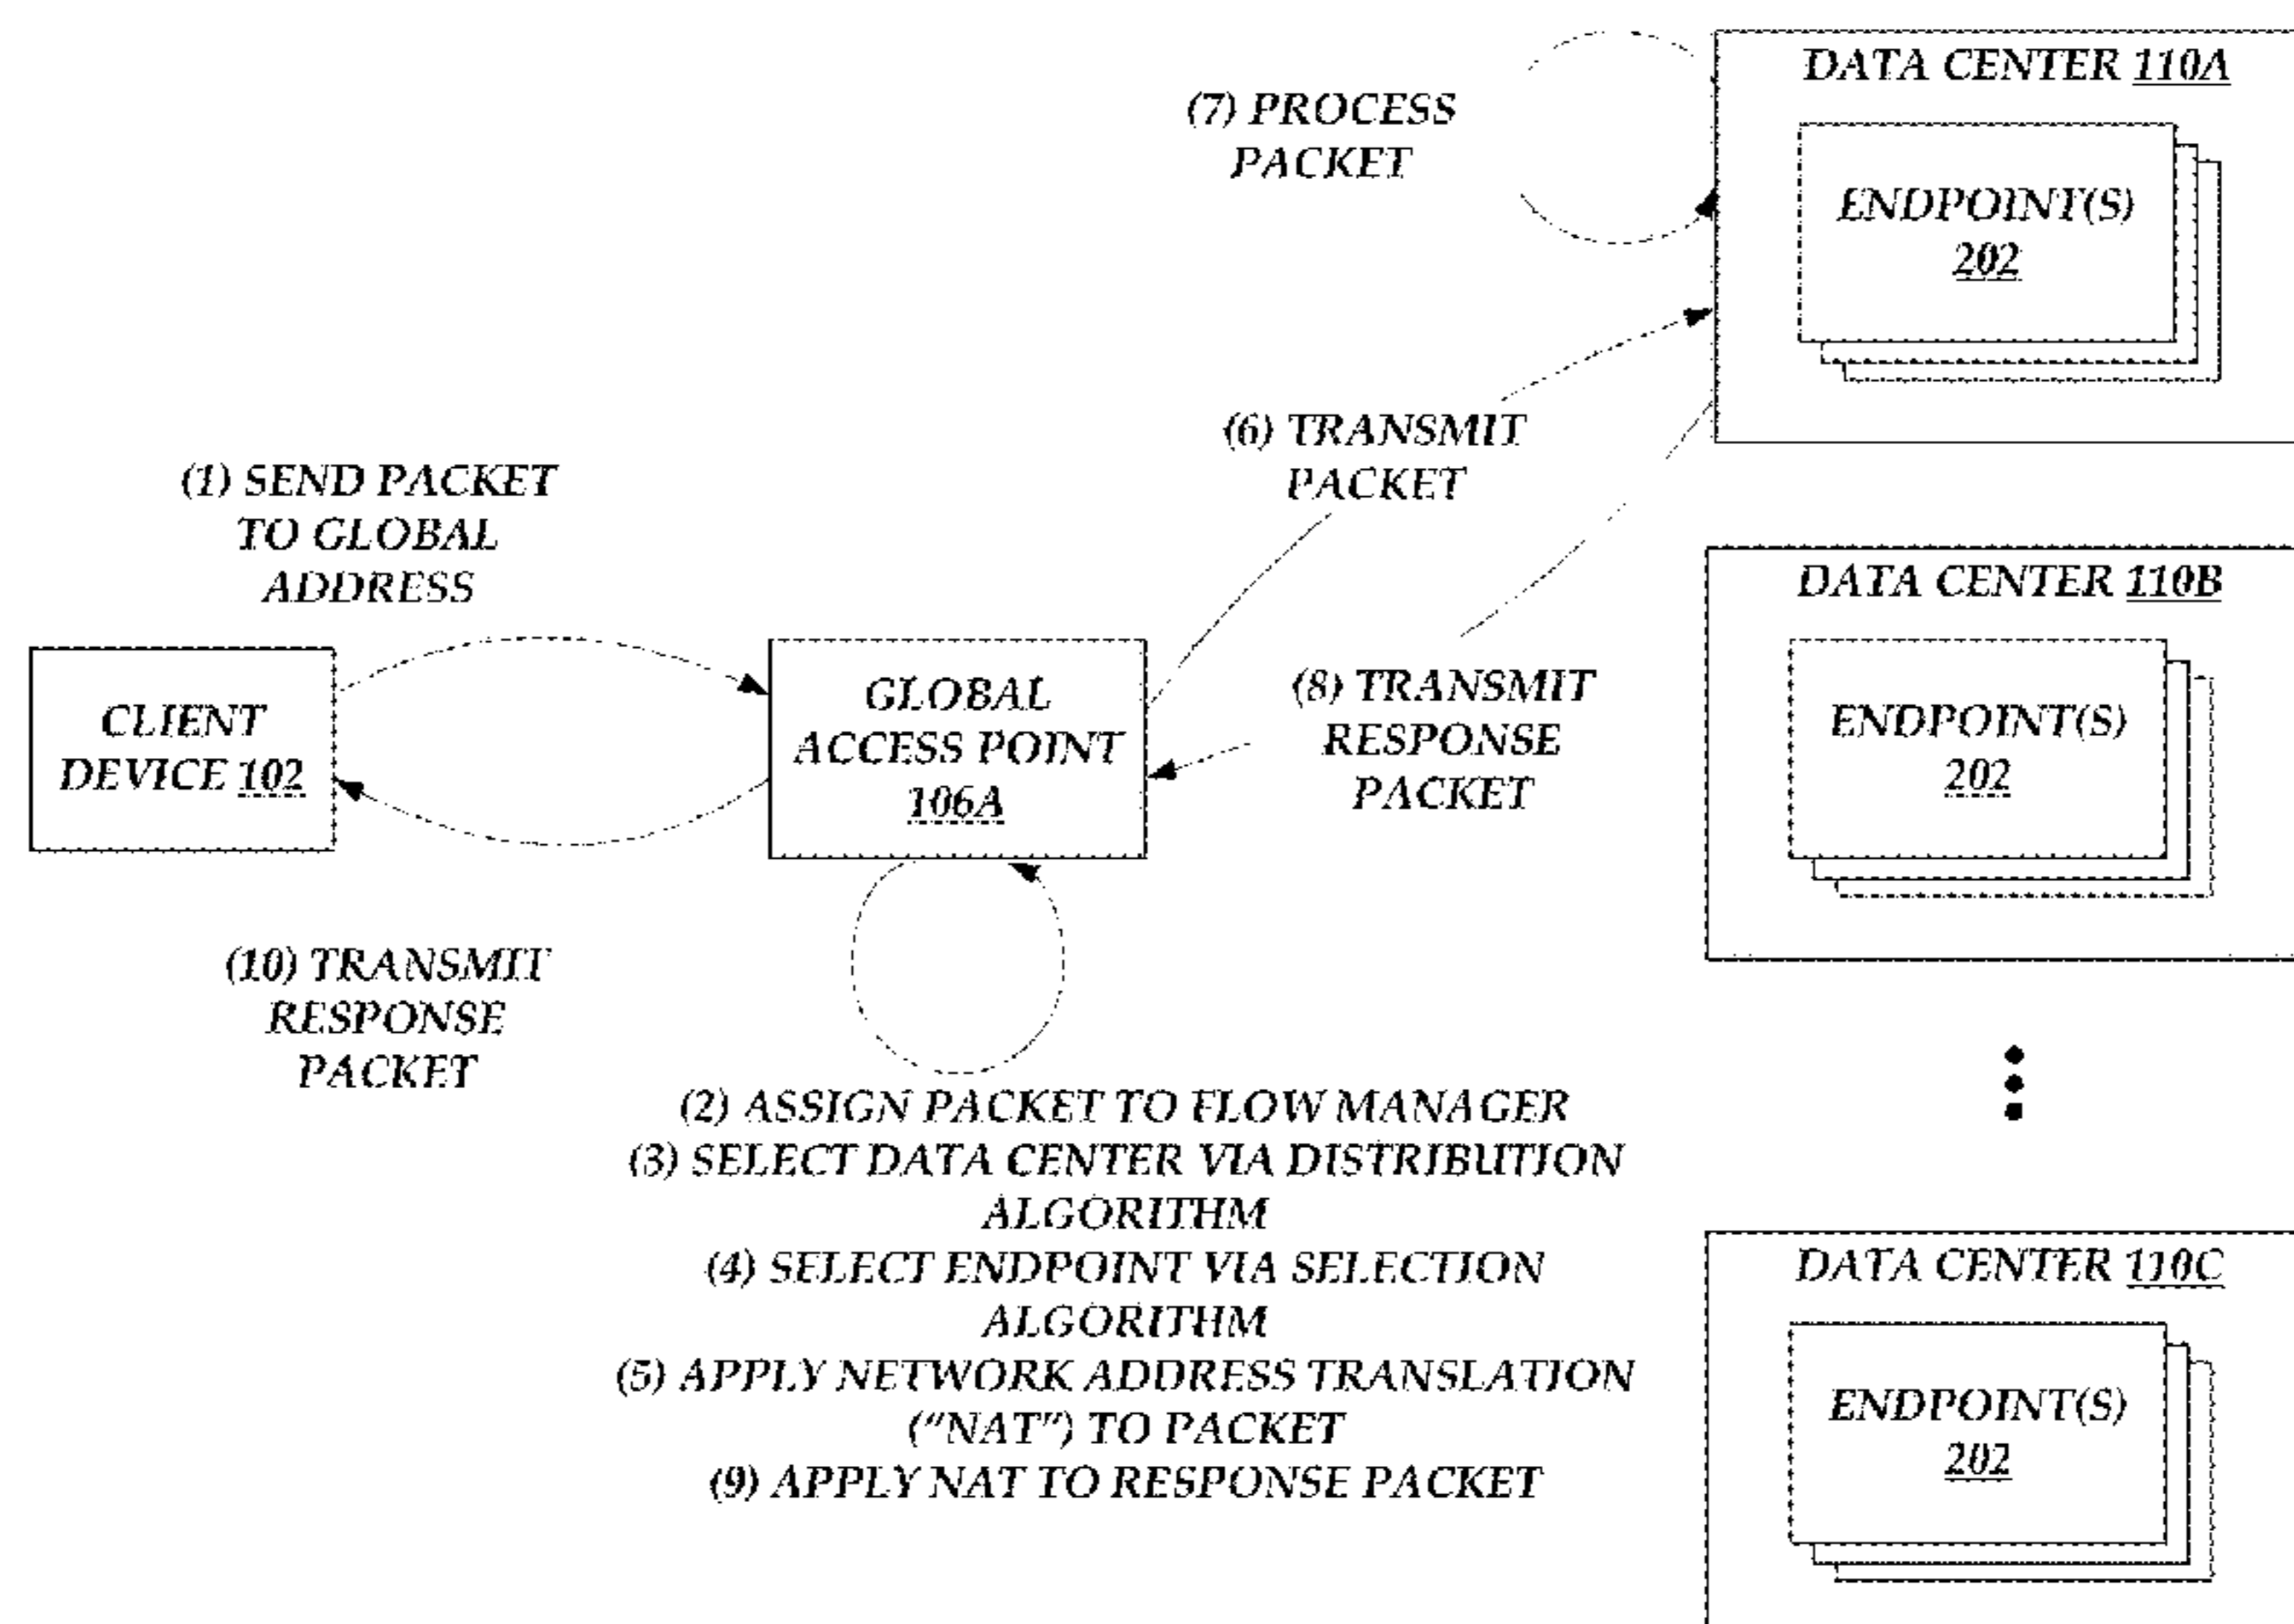 DATA CENTER 110A
(7) PROCESS
PACKET
ENDPOINT(S)
202
(6) TRANSMIT
PACKET
(1) SEND PACKET
TO GLOBAL
ADDRESS
DATA CENTER 110B
ENDPOINT(S)
202
CLIENT
DEVICE 102
GLOBAL
ACCESS POINT
106A
(8) TRANSMIT
RESPONSE
PACKET
(10) TRANSMIT
RESPONSE
PACKET
(2) ASSIGN PACKET TO FLOW MANAGER
(3) SELECT DATA CENTER VIA DISTRIBUTION
ALGORITHM
(4) SELECT ENDPOINT VIA SELECTION
ALGORITHM
(5) APPLY NETWORK ADDRESS TRANSLATION
("NAT") TO PACKET
(9) APPLY NAT TO RESPONSE PACKET
DATA CENTER 110C
ENDPOINT(S)
202